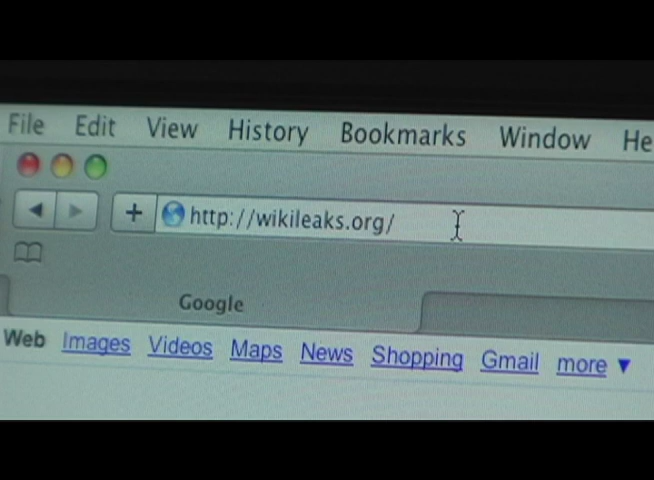 File Edit View History Bookmarks Window He
+ http://wikileaks.org/
Google
Web Images Videos Maps News Shopping Gmail more ▼